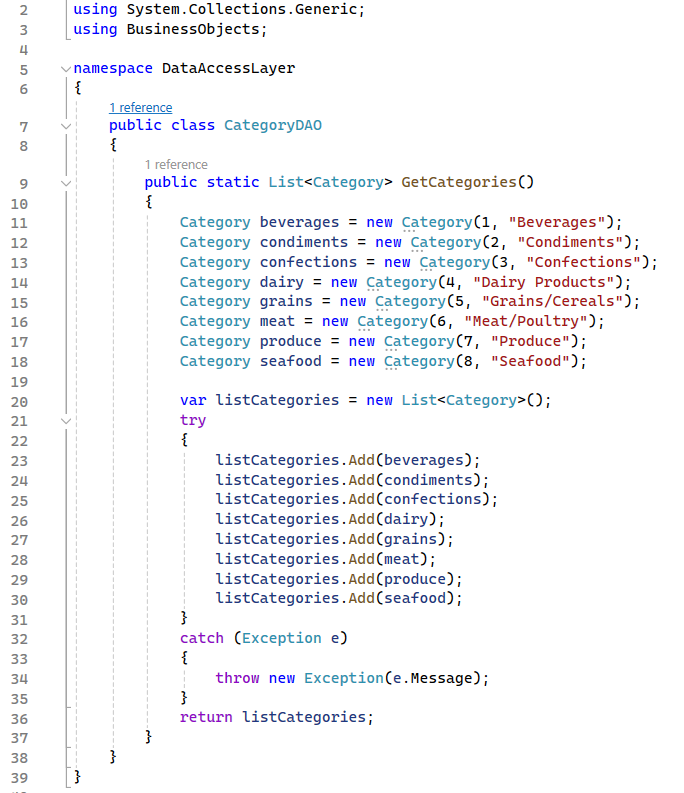 2 using System.Collections.Generic;
3 using BusinessObjects;
4
5 namespace DataAccessLayer
6 {
1 reference
7 public class CategoryDAO
8 {
1 reference
9 public static List<Category> GetCategories()
10 {
11 Category beverages = new Category(1, "Beverages");
12 Category condiments = new Category(2, "Condiments");
13 Category confections = new Category(3, "Confections");
14 Category dairy = new Category(4, "Dairy Products");
15 Category grains = new Category(5, "Grains/Cereals");
16 Category meat = new Category(6, "Meat/Poultry");
17 Category produce = new Category(7, "Produce");
18 Category seafood = new Category(8, "Seafood");
19
20 var listCategories = new List<Category>();
21 try
22 {
23 listCategories.Add(beverages);
24 listCategories.Add(condiments);
25 listCategories.Add(confections);
26 listCategories.Add(dairy);
27 listCategories.Add(grains);
28 listCategories.Add(meat);
29 listCategories.Add(produce);
30 listCategories.Add(seafood);
31 }
32 catch (Exception e)
33 {
34 throw new Exception(e.Message);
35 }
36 return listCategories;
37 }
38 }
39 }